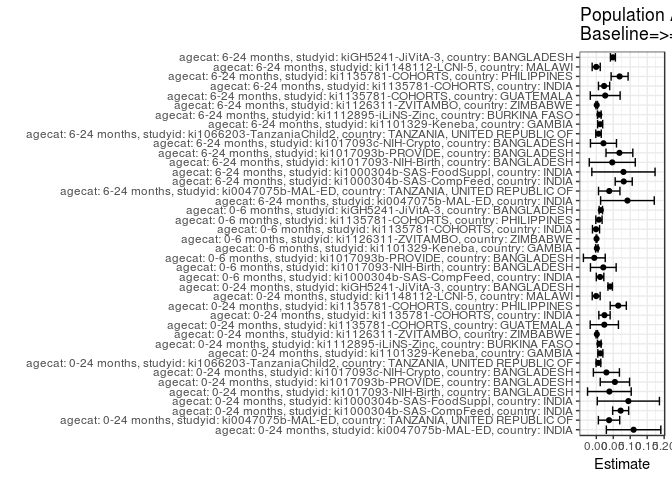 Population
Baseline=>
agecat: 6-24 months, studyid: kiGH5241-JiVitA-3, country: BANGLADESH
agecat: 6-24 months, studyid: ki1148112-LCNI-5, country: MALAWI
agecat: 6-24 months, studyid: ki1135781-COHORTS, country: PHILIPPINES
agecat: 6-24 months, studyid: ki1135781-COHORTS, country: INDIA
agecat: 6-24 months, studyid: ki1135781-COHORTS, country: GUATEMALA
agecat: 6-24 months, studyid: ki1126311-ZVITAMBO, country: ZIMBABWE
agecat: 6-24 months, studyid: ki1112895-iLiNS-Zinc, country: BURKINA FASO
agecat: 6-24 months, studyid: ki1101329-Keneba, country: GAMBIA
agecat: 6-24 months, studyid: ki1066203-TanzaniaChild2, country: TANZANIA, UNITED REPUBLIC OF
agecat: 6-24 months, studyid: ki1017093c-NIH-Crypto, country: BANGLADESH
agecat: 6-24 months, studyid: ki1017093b-PROVIDE, country: BANGLADESH
agecat: 6-24 months, studyid: ki1017093-NIH-Birth, country: BANGLADESH
agecat: 6-24 months, studyid: ki1000304b-SAS-FoodSuppl, country: INDIA
agecat: 6-24 months, studyid: ki1000304b-SAS-CompFeed, country: INDIA
agecat: 6-24 months, studyid: ki0047075b-MAL-ED, country: TANZANIA, UNITED REPUBLIC OF
agecat: 6-24 months, studyid: ki0047075b-MAL-ED, country: INDIA
agecat: 0-6 months, studyid: kiGH5241-JiVitA-3, country: BANGLADESH
agecat: 0-6 months, studyid: ki1135781-COHORTS, country: PHILIPPINES
agecat: 0-6 months, studyid: ki1135781-COHORTS, country: INDIA
agecat: 0-6 months, studyid: ki1126311-ZVITAMBO, country: ZIMBABWE
agecat: 0-6 months, studyid: ki1101329-Keneba, country: GAMBIA
agecat: 0-6 months, studyid: ki1017093b-PROVIDE, country: BANGLADESH
agecat: 0-6 months, studyid: ki1017093-NIH-Birth, country: BANGLADESH
agecat: 0-6 months, studyid: ki1000304b-SAS-CompFeed, country: INDIA
agecat: 0-24 months, studyid: kiGH5241-JiVitA-3, country: BANGLADESH
agecat: 0-24 months, studyid: ki1148112-LCNI-5, country: MALAWI
agecat: 0-24 months, studyid: ki1135781-COHORTS, country: PHILIPPINES
agecat: 0-24 months, studyid: ki1135781-COHORTS, country: INDIA
agecat: 0-24 months, studyid: ki1135781-COHORTS, country: GUATEMALA
agecat: 0-24 months, studyid: ki1126311-ZVITAMBO, country: ZIMBABWE
agecat: 0-24 months, studyid: ki1112895-iLiNS-Zinc, country: BURKINA FASO
agecat: 0-24 months, studyid: ki1101329-Keneba, country: GAMBIA
agecat: 0-24 months, studyid: ki1066203-TanzaniaChild2, country: TANZANIA, UNITED REPUBLIC OF
agecat: 0-24 months, studyid: ki1017093c-NIH-Crypto, country: BANGLADESH
agecat: 0-24 months, studyid: ki1017093b-PROVIDE, country: BANGLADESH
agecat: 0-24 months, studyid: ki1017093-NIH-Birth, country: BANGLADESH
agecat: 0-24 months, studyid: ki1000304b-SAS-FoodSuppl, country: INDIA
agecat: 0-24 months, studyid: ki1000304b-SAS-CompFeed, country: INDIA
agecat: 0-24 months, studyid: ki0047075b-MAL-ED, country: TANZANIA, UNITED REPUBLIC OF
agecat: 0-24 months, studyid: ki0047075b-MAL-ED, country: INDIA
0.00 0.05 0.10 0.15 0.20
Estimate